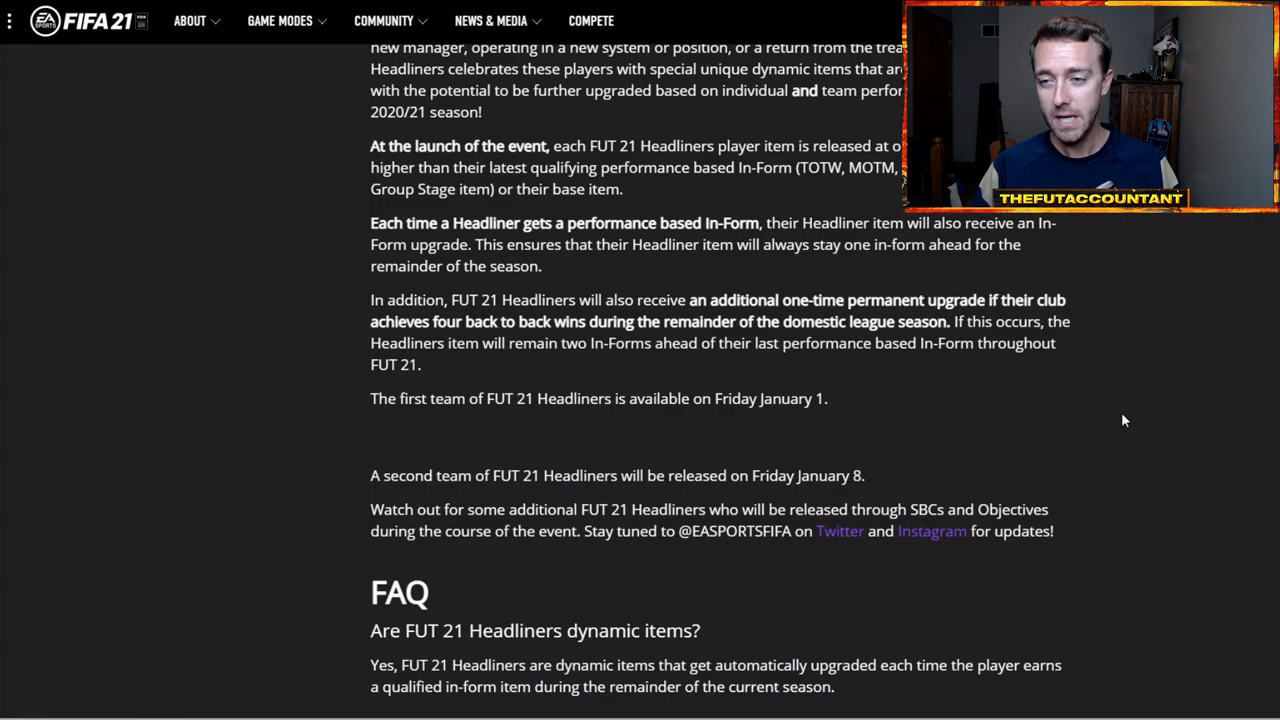 EA SPORTS FIFA 21 ABOUT GAME MODES COMMUNITY NEWS & MEDIA COMPETE
new manager, operating in a new system or position, or a return from the
Headliners celebrates these players with special unique dynamic items that
with the potential to be further upgraded based on individual and team
2020/21 season!
At the launch of the event, each FUT 21 Headliners player item is released at
higher than their latest qualifying performance based In-Form (TOTW, MOTM,
Group Stage item) or their base item.
THEFUTACCOUNTANT
Each time a Headliner gets a performance based In-Form, their Headliner item will also receive an In-
Form upgrade. This ensures that their Headliner item will always stay one in-form ahead for the
remainder of the season.
In addition, FUT 21 Headliners will also receive an additional one-time permanent upgrade if their club
achieves four back to back wins during the remainder of the domestic league season. If this occurs, the
Headliners item will remain two In-Forms ahead of their last performance based In-Form throughout
FUT 21.
The first team of FUT 21 Headliners is available on Friday January 1.
A second team of FUT 21 Headliners will be released on Friday January 8.
Watch out for some additional FUT 21 Headliners who will be released through SBCs and Objectives
during the course of the event. Stay tuned to @EASPORTSFIFA on Twitter and Instagram for updates!
FAQ
Are FUT 21 Headliners dynamic items?
Yes, FUT 21 Headliners are dynamic items that get automatically upgraded each time the player earns
a qualified in-form item during the remainder of the current season.